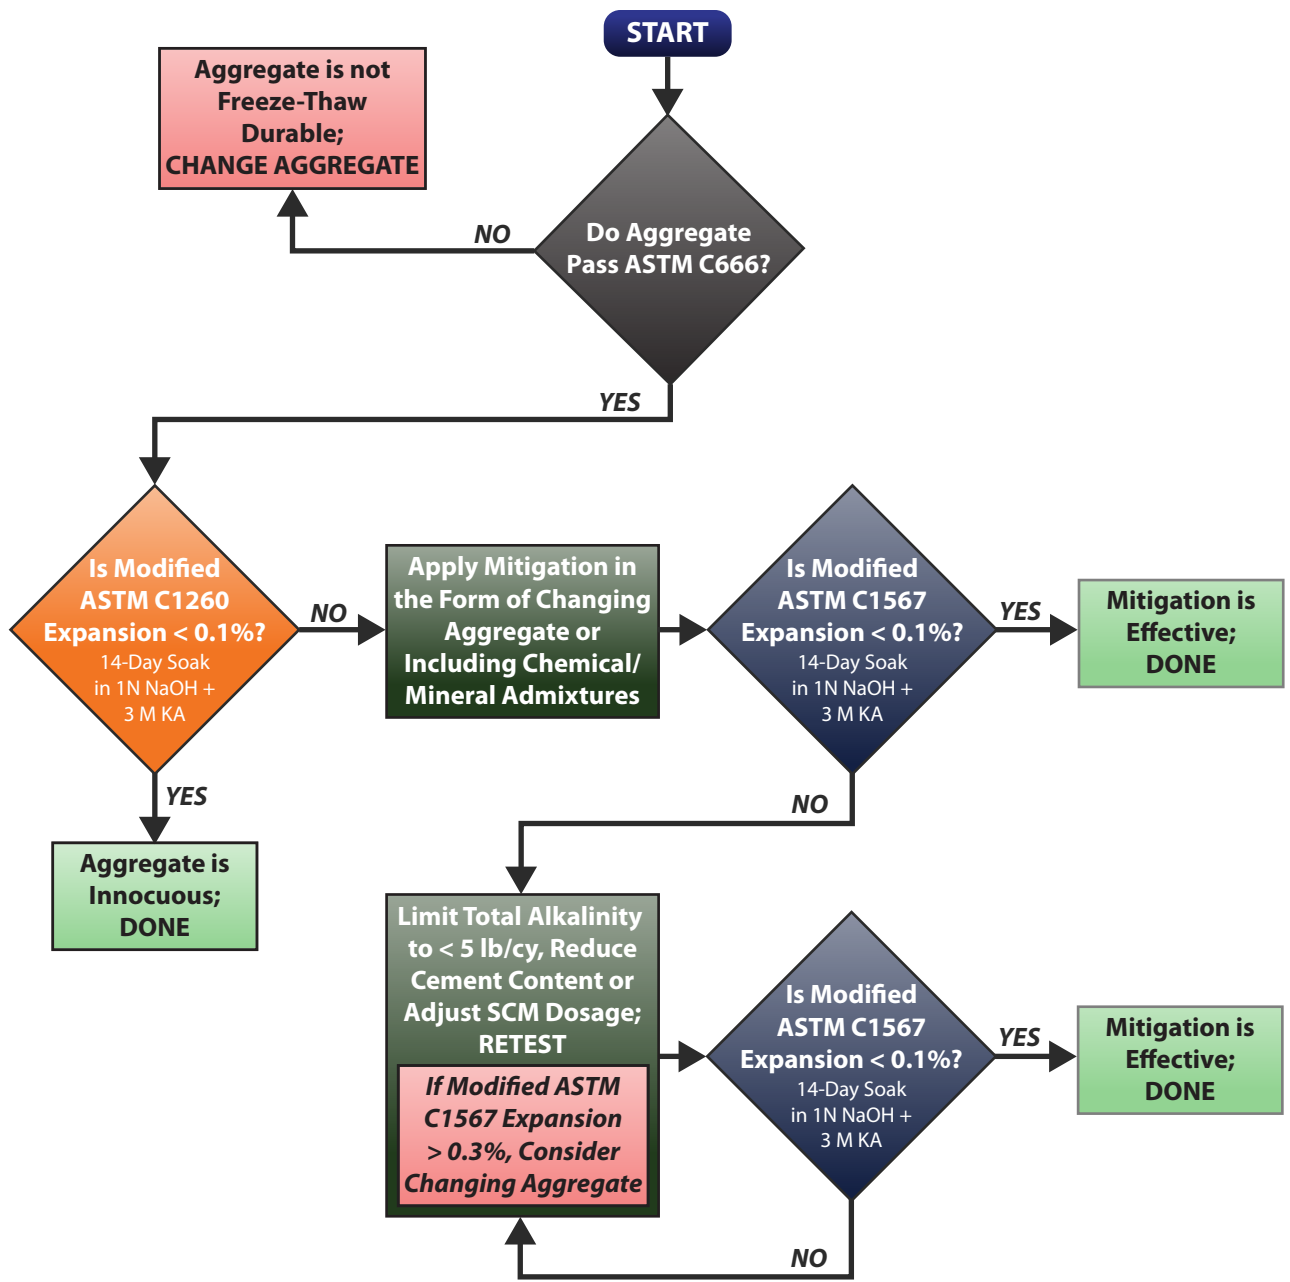 START
Aggregate is not
Freeze-Thaw
Durable;
CHANGE AGGREGATE
NO
Do Aggregate
Pass ASTM C666?
YES
Is Modified
ASTM C1260
Expansion < 0.1%?
14-Day Soak
in 1N NaOH +
3 M KA
NO
Apply Mitigation in
the Form of Changing
Aggregate or
Including Chemical/
Mineral Admixtures
Is Modified
ASTM C1567
Expansion < 0.1%?
14-Day Soak
in 1N NaOH +
3 M KA
YES
Mitigation is
Effective;
DONE
YES
Aggregate is
Innocuous;
DONE
NO
Limit Total Alkalinity
to < 5 lb/cy, Reduce
Cement Content or
Adjust SCM Dosage;
RETEST
If Modified ASTM
C1567 Expansion
> 0.3%, Consider
Changing Aggregate
Is Modified
ASTM C1567
Expansion < 0.1%?
14-Day Soak
in 1N NaOH +
3 M KA
YES
Mitigation is
Effective;
DONE
NO